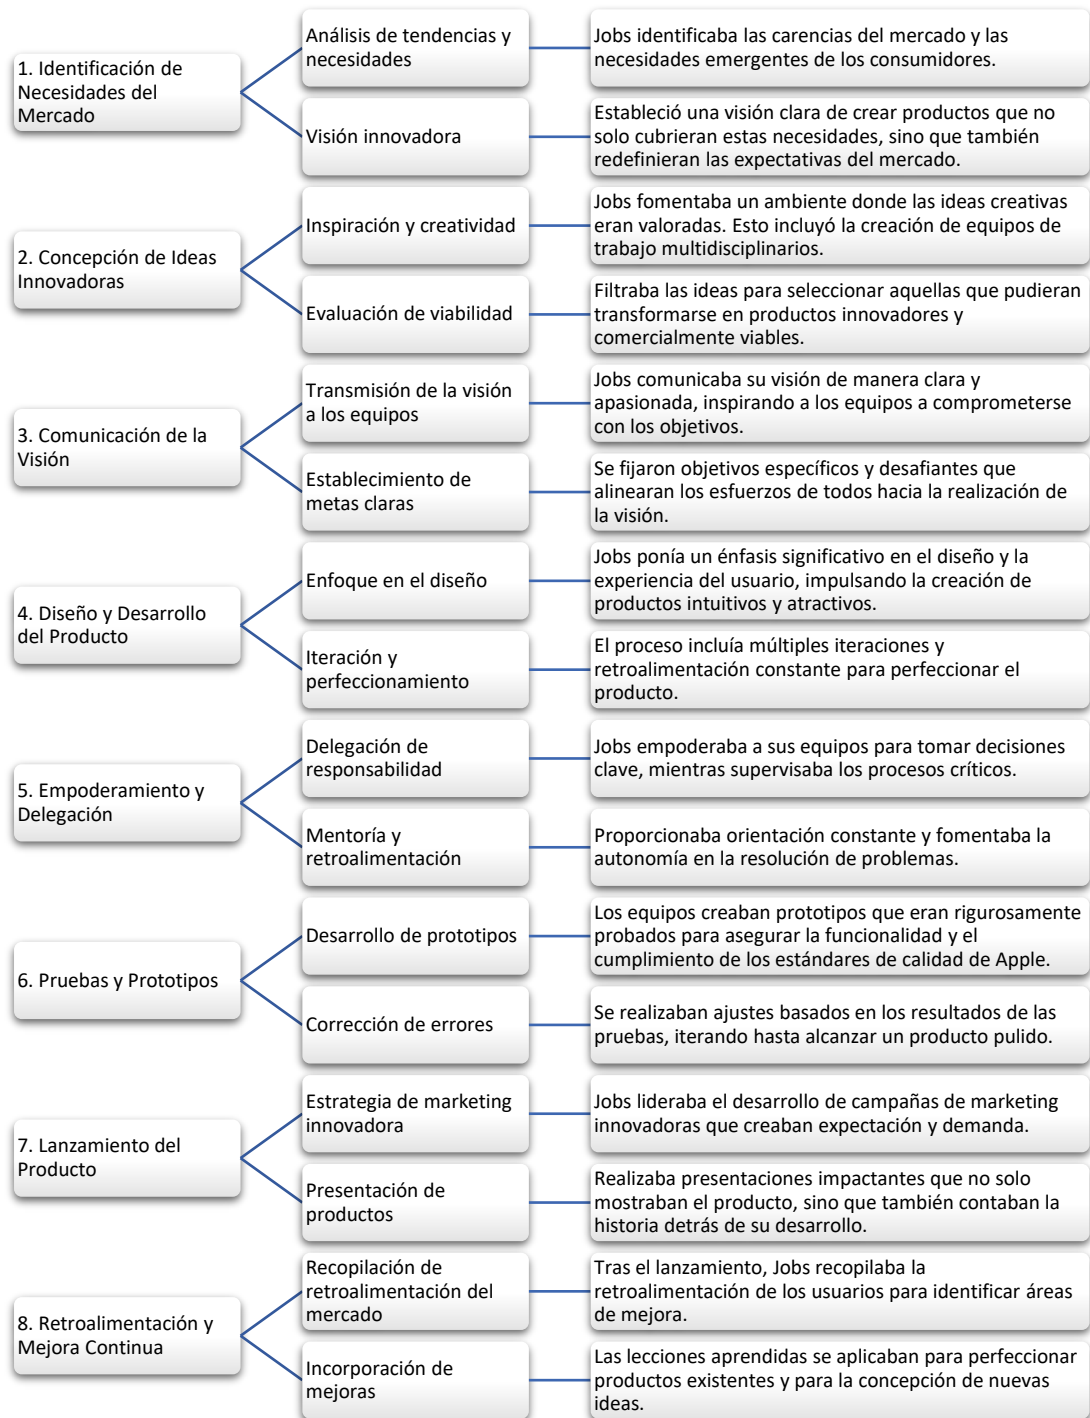 1. Identificación de
Necesidades del
Mercado
Análisis de tendencias y
necesidades
Jobs identificaba las carencias del mercado y las
necesidades emergentes de los consumidores.
Visión innovadora
Estableció una visión clara de crear productos que no
solo cubrieran estas necesidades, sino que también
redefinieran las expectativas del mercado.
2. Concepción de Ideas
Innovadoras
Inspiración y creatividad
Jobs fomentaba un ambiente donde las ideas creativas
eran valoradas. Esto incluyó la creación de equipos de
trabajo multidisciplinarios.
Evaluación de viabilidad
Filtraba las ideas para seleccionar aquellas que pudieran
transformarse en productos innovadores y
comercialmente viables.
3. Comunicación de la
Visión
Transmisión de la visión
a los equipos
Jobs comunicaba su visión de manera clara y
apasionada, inspirando a los equipos a comprometerse
con los objetivos.
Establecimiento de
metas claras
Se fijaron objetivos específicos y desafiantes que
alinearan los esfuerzos de todos hacia la realización de
la visión.
4. Diseño y Desarrollo
del Producto
Enfoque en el diseño
Jobs ponía un énfasis significativo en el diseño y la
experiencia del usuario, impulsando la creación de
productos intuitivos y atractivos.
Iteración y
perfeccionamiento
El proceso incluía múltiples iteraciones y
retroalimentación constante para perfeccionar el
producto.
5. Empoderamiento y
Delegación
Delegación de
responsabilidad
Jobs empoderaba a sus equipos para tomar decisiones
clave, mientras supervisaba los procesos críticos.
Mentoría y
retroalimentación
Proporcionaba orientación constante y fomentaba la
autonomía en la resolución de problemas.
6. Pruebas y Prototipos
Desarrollo de prototipos
Los equipos creaban prototipos que eran rigurosamente
probados para asegurar la funcionalidad y el
cumplimiento de los estándares de calidad de Apple.
Corrección de errores
Se realizaban ajustes basados en los resultados de las
pruebas, iterando hasta alcanzar un producto pulido.
7. Lanzamiento del
Producto
Estrategia de marketing
innovadora
Jobs lideraba el desarrollo de campañas de marketing
innovadoras que creaban expectación y demanda.
Presentación de
productos
Realizaba presentaciones impactantes que no solo
mostraban el producto, sino que también contaban la
historia detrás de su desarrollo.
8. Retroalimentación y
Mejora Continua
Recopilación de
retroalimentación del
mercado
Tras el lanzamiento, Jobs recopilaba la
retroalimentación de los usuarios para identificar áreas
de mejora.
Incorporación de
mejoras
Las lecciones aprendidas se aplicaban para perfeccionar
productos existentes y para la concepción de nuevas
ideas.